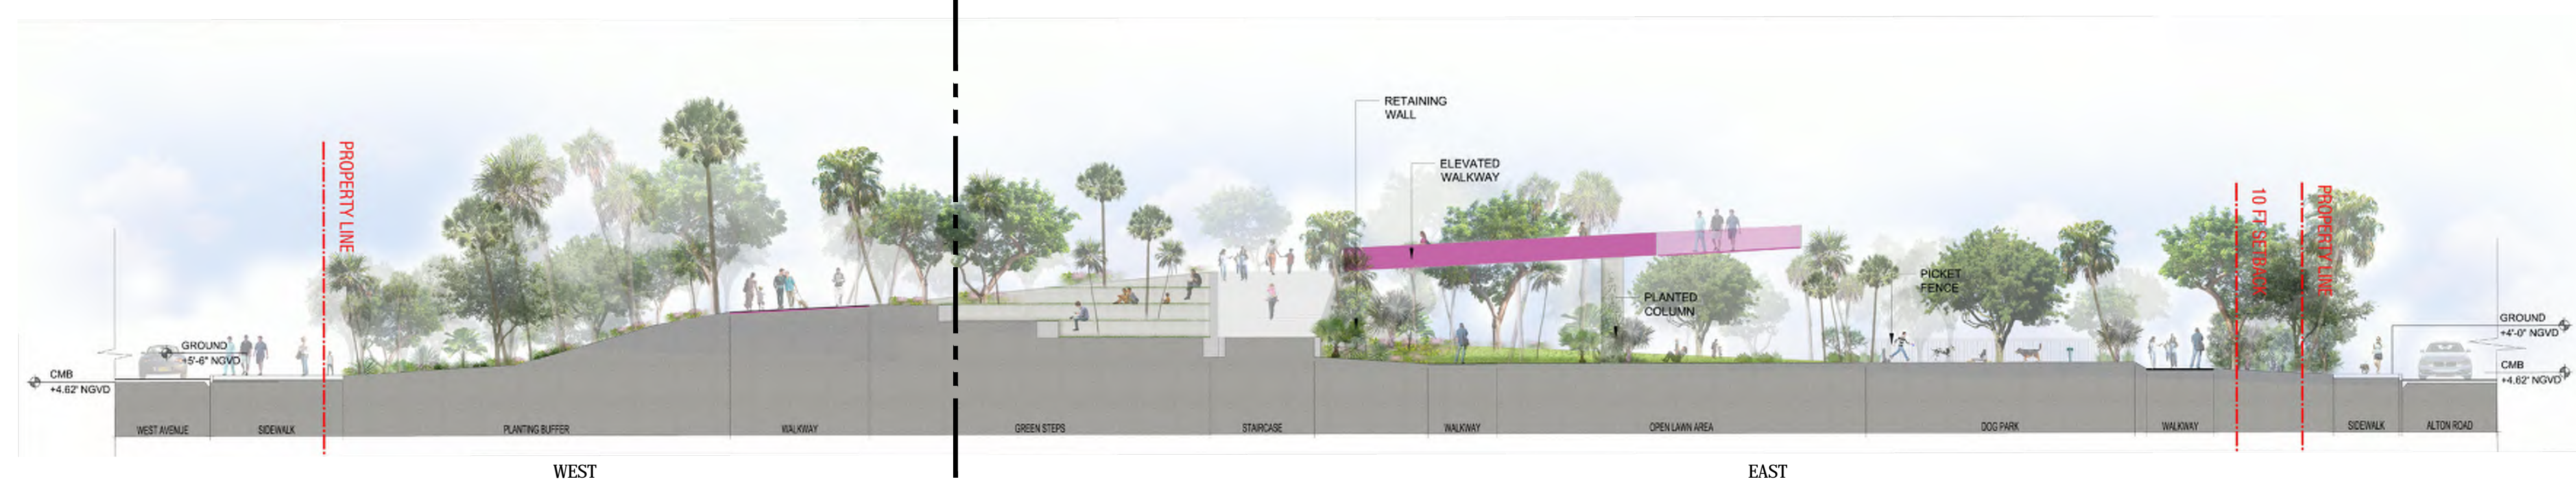 RETAINING
WALL
ELEVATED
WALKWAY
PROPERTY LINE
10 FT SETBACK
PROPERTY LINE
PICKET
FENCE
PLANTED
COLUMN
GROUND
+5'-6" NGVD
CMB
+4.62' NGVD
GROUND
+4'-0" NGVD
CMB
+4.62' NGVD
WEST AVENUE
SIDEWALK
PLANTING BUFFER
WALKWAY
GREEN STEPS
STAIRCASE
WALKWAY
OPEN LAWN AREA
DOG PARK
WALKWAY
SIDEWALK
ALTON ROAD
WEST
EAST